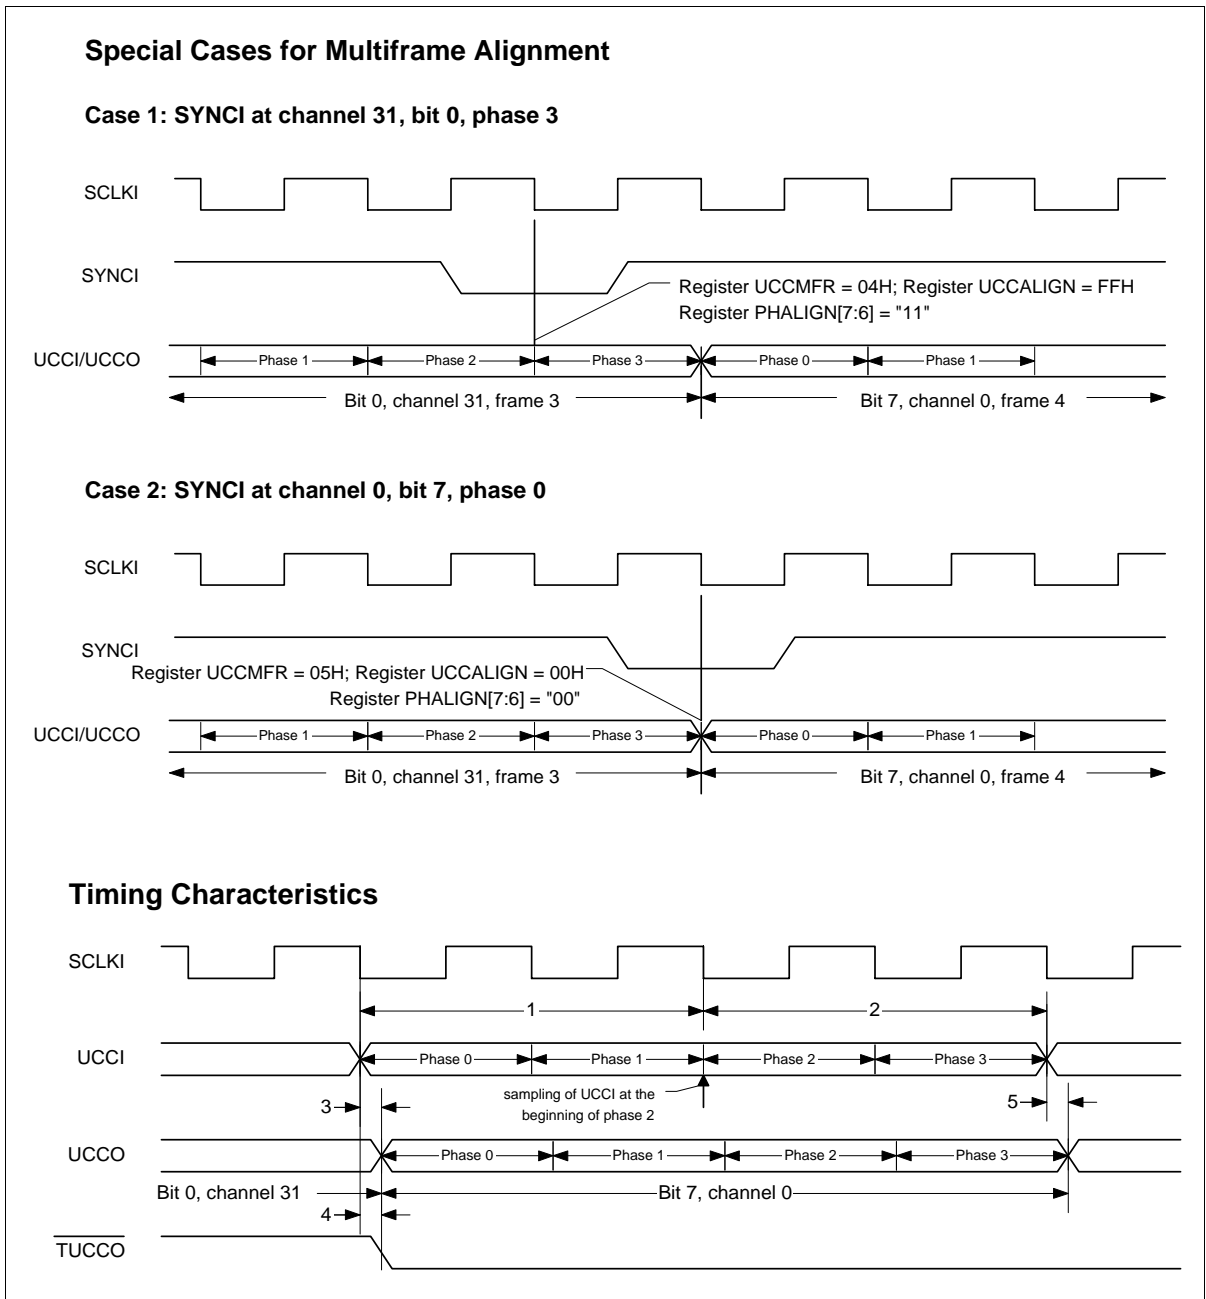 Special Cases for Multiframe Alignment
Case 1: SYNCI at channel 31, bit 0, phase 3
SCLKI
SYNCI
Register UCCMFR = 04H; Register UCCALIGN = FFH
Register PHALIGN[7:6] = "11"
UCCI/UCCO
Phase 1 Phase 2 Phase 3 Phase 0 Phase 1
Bit 0, channel 31, frame 3 Bit 7, channel 0, frame 4
Case 2: SYNCI at channel 0, bit 7, phase 0
SCLKI
SYNCI
Register UCCMFR = 05H; Register UCCALIGN = 00H
Register PHALIGN[7:6] = "00"
UCCI/UCCO
Phase 1 Phase 2 Phase 3 Phase 0 Phase 1
Bit 0, channel 31, frame 3 Bit 7, channel 0, frame 4
Timing Characteristics
SCLKI
1 2
UCCI
Phase 0 Phase 1 Phase 2 Phase 3
sampling of UCCI at the
beginning of phase 2
3 5
UCCO
Phase 0 Phase 1 Phase 2 Phase 3
Bit 0, channel 31 Bit 7, channel 0
4
TUCCO